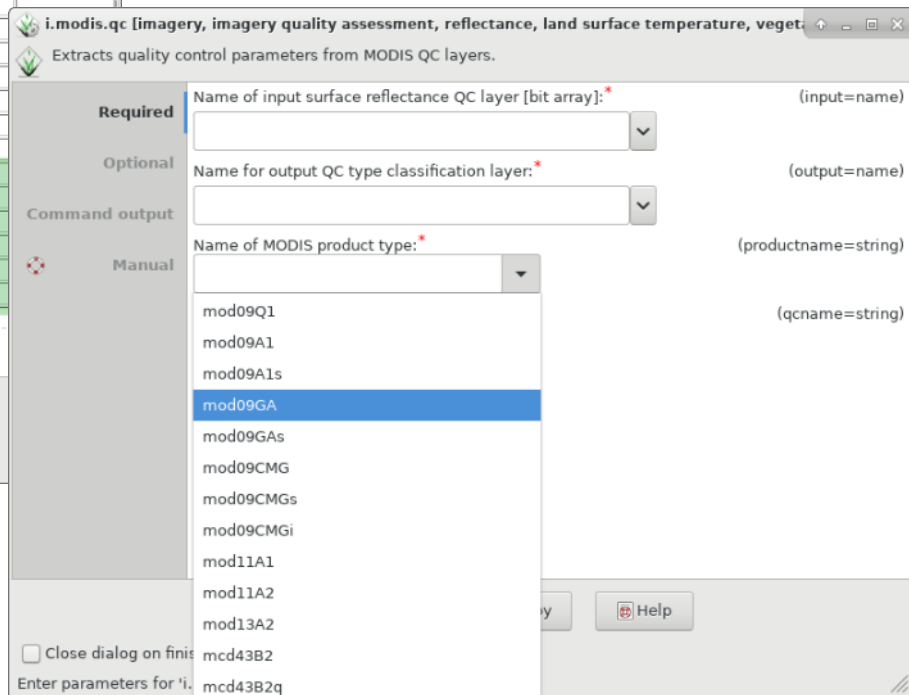 i.modis.qc [imagery, imagery quality assessment, reflectance, land surface temperature,
Extracts quality control parameters from MODIS QC layers.
Required
Optional
Command output
Manual
Name of input surface reflectance QC layer [bit array]:* (input=name)
Name for output QC type classification layer:* (output=name)
Name of MODIS product type:* (productname=string)
mod09Q1
(qcname=string)
mod09A1
mod09A1s
mod09GA
mod09GAs
mod09CMG
mod09CMGs
mod09CMGi
mod11A1
mod11A2
mod13A2
mcd43B2
mcd43B2q
Help
Close dialog on
Enter parameters for 'i.